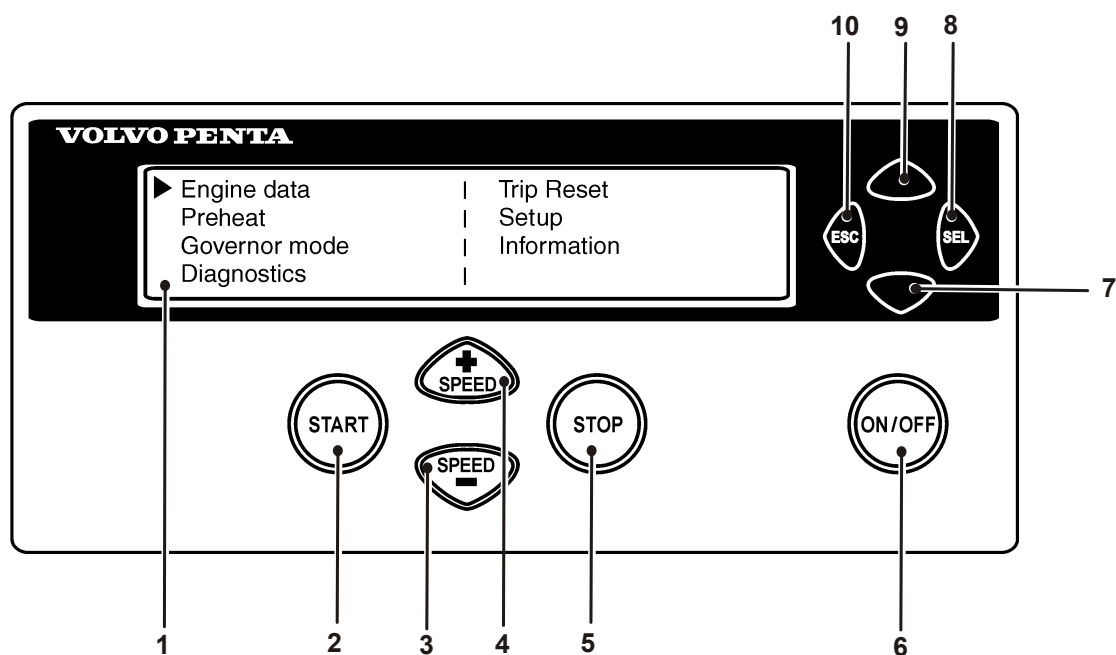 10 9 8
VOLVO PENTA
Engine data | Trip Reset
Preheat | Setup
Governor mode | Information
Diagnostics |
ESC
SEL
7
+
SPEED
START
STOP
ON/OFF
SPEED
-
1 2 3 4 5 6